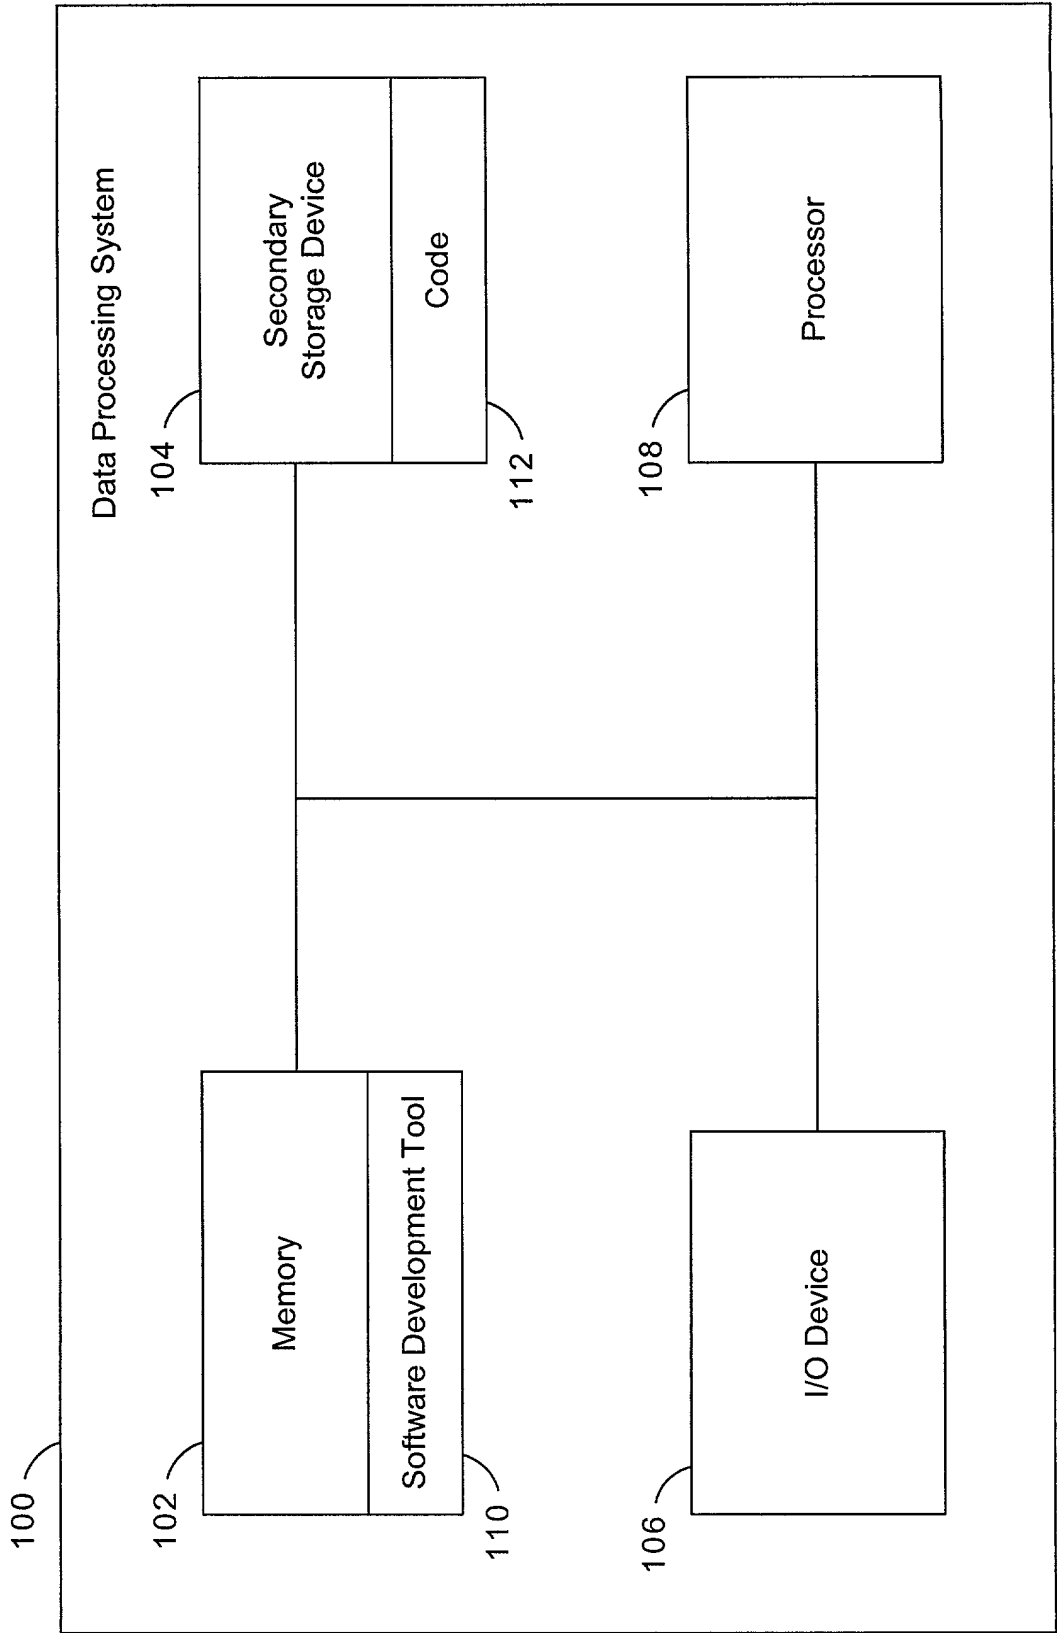 100
Data Processing System
102
Memory
Software Development Tool
110
104
Secondary
Storage Device
Code
112
106
I/O Device
108
Processor